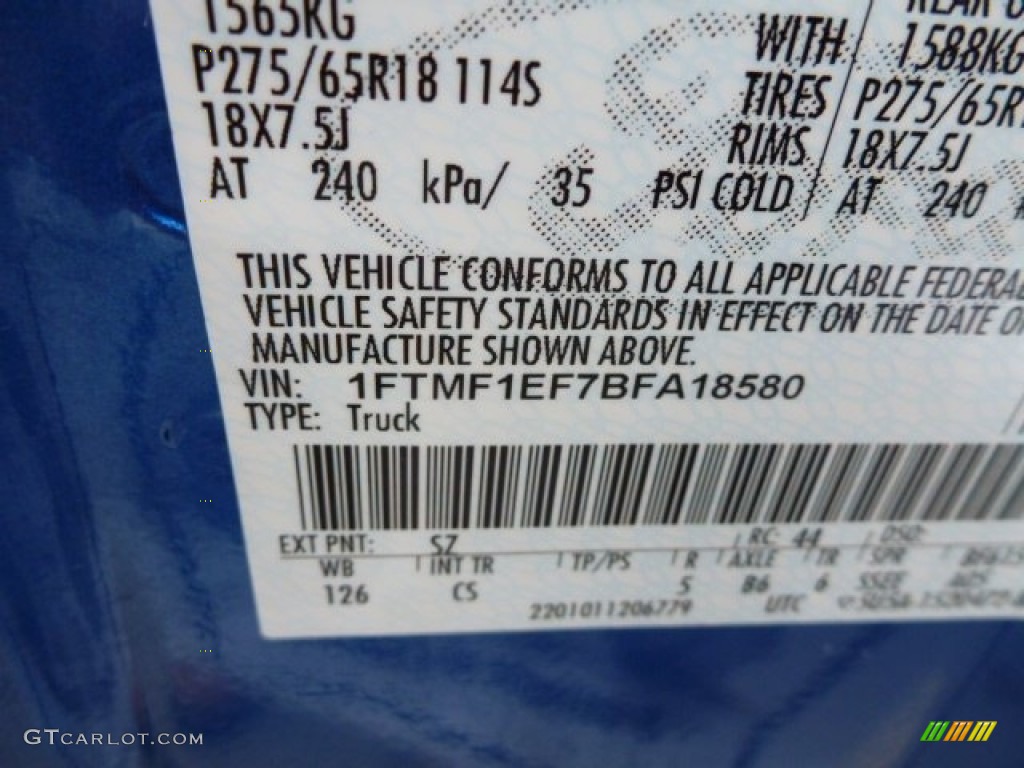 1565KG
P275/65R18 114S
18X7.5J
AT 240 kPa/ 35 PSI COLD
WITH 1588KG
TIRES P275/65R
RIMS 18X7.5J
AT 240
THIS VEHICLE CONFORMS TO ALL APPLICABLE FEDERAL
VEHICLE SAFETY STANDARDS IN EFFECT ON THE DATE
MANUFACTURE SHOWN ABOVE.
VIN: 1FTMF1EF7BFA18580
TYPE: Truck
EXT PNT: SZ RC: 44 DSO:
WB INT TR TP/PS R AXLE TR SPR
126 CS 5 B6 6
2201011206779 UTC
GTCARLOT.COM